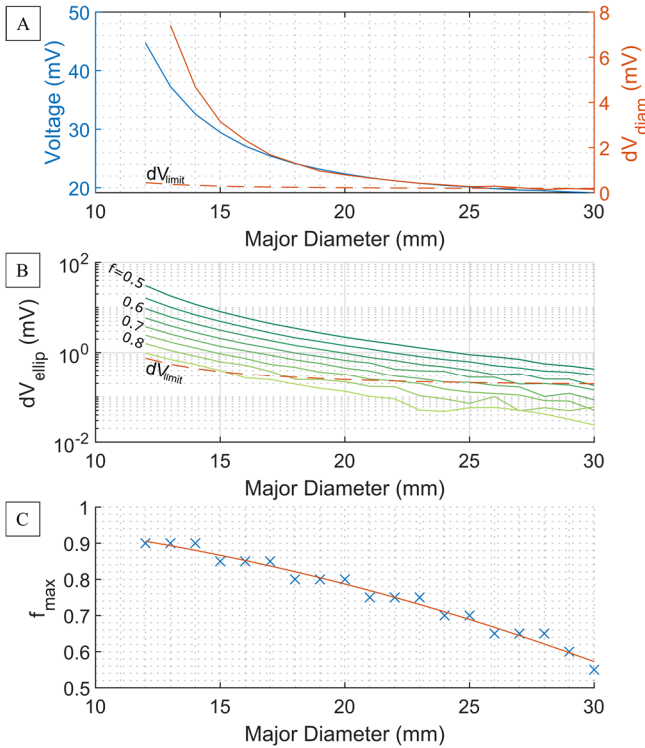 A
50
40
30
20
Voltage (mV)
8
6
4
2
0
dV_diam (mV)
dV_limit
10
15
20
25
30
Major Diameter (mm)
B
10^2
10^0
10^-2
dV_ellip (mV)
f=0.5
0.6
0.7
0.8
dV_limit
10
15
20
25
30
Major Diameter (mm)
C
1
0.9
0.8
0.7
0.6
0.5
f_max
10
15
20
25
30
Major Diameter (mm)